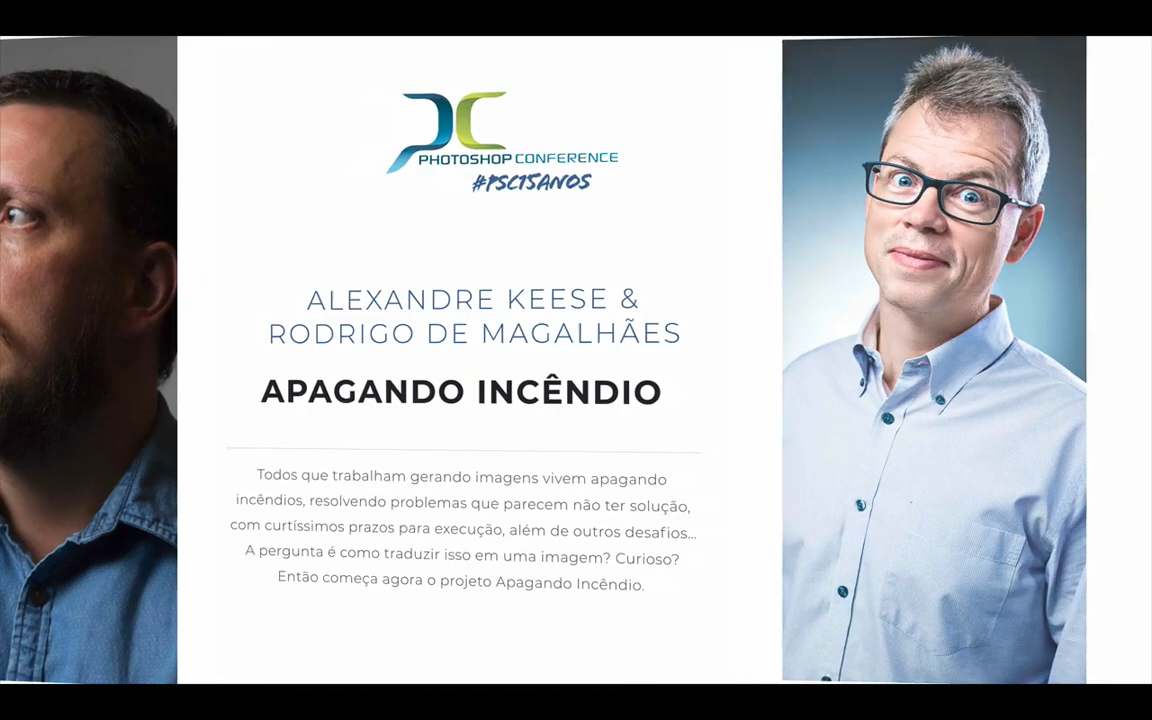 PHOTOSHOP CONFERENCE
#PSC15ANOS
ALEXANDRE KEESE &
RODRIGO DE MAGALHÃES
APAGANDO INCÊNDIO
Todos que trabalham gerando imagens vivem apagando
incêndios, resolvendo problemas que parecem não ter solução,
com curtíssimos prazos para execução, além de outros desafios...
A pergunta é como traduzir isso em uma imagem? Curioso?
Então começa agora o projeto Apagando Incêndio.